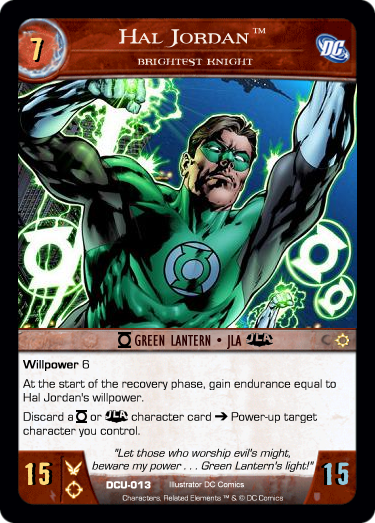 7
HAL JORDAN™
DC
BRIGHTEST KNIGHT
GREEN LANTERN • JLA JLA
Willpower 6
At the start of the recovery phase, gain endurance equal to
Hal Jordan's willpower.
Discard a or JLA character card ➔ Power-up target
character you control.
"Let those who worship evil's might,
beware my power . . . Green Lantern's light!"
15
DCU-013 Illustrator DC Comics
15
Characters, Related Elements ™ & © DC Comics